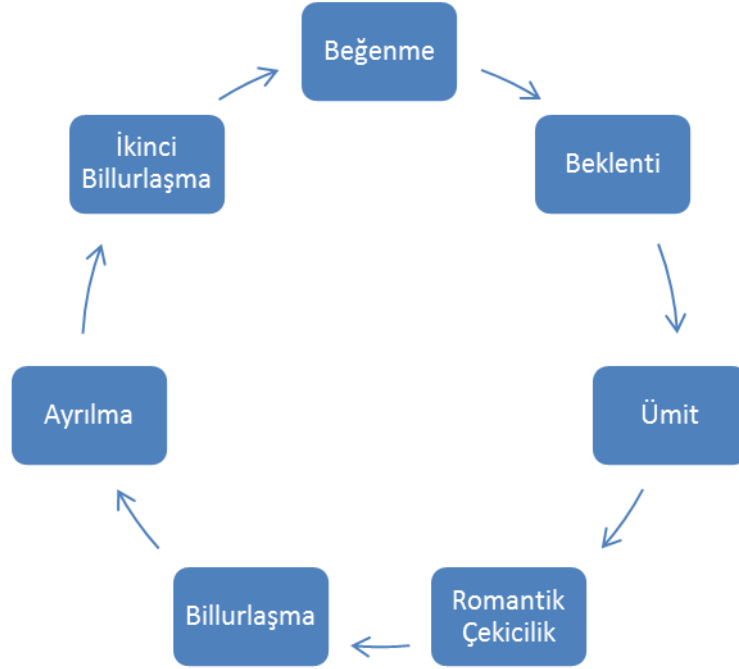 Beğenme
Beklenti
Ümit
Romantik
Çekicilik
Billurlaşma
Ayrılma
İkinci
Billurlaşma